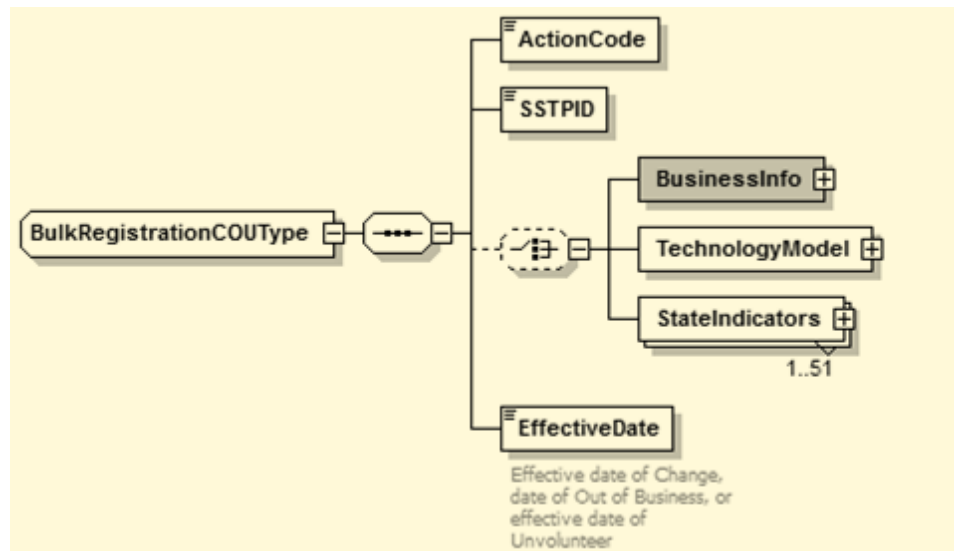 ActionCode
SSTPID
BusinessInfo
BulkRegistrationCOUType
TechnologyModel
StateIndicators
1..51
EffectiveDate
Effective date of Change,
date of Out of Business, or
effective date of
Unvolunteer